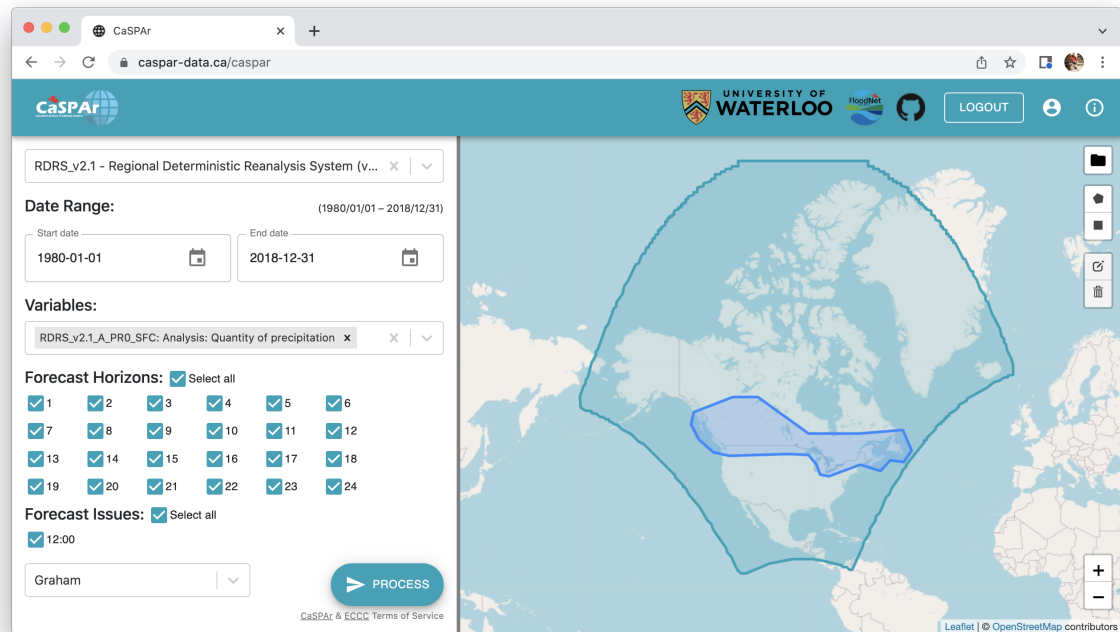 CaSPAr
caspar-data.ca/caspar
CaSPAr
UNIVERSITY OF
WATERLOO
FloodNet
LOGOUT
RDRS_v2.1 - Regional Deterministic Reanalysis System (v...
Date Range:
(1980/01/01 – 2018/12/31)
Start date
1980-01-01
End date
2018-12-31
Variables:
RDRS_v2.1_A_PR0_SFC: Analysis: Quantity of precipitation
Forecast Horizons: Select all
1 2 3 4 5 6
7 8 9 10 11 12
13 14 15 16 17 18
19 20 21 22 23 24
Forecast Issues: Select all
12:00
Graham
PROCESS
CaSPAr & ECCC Terms of Service
+
−
Leaflet | © OpenStreetMap contributors